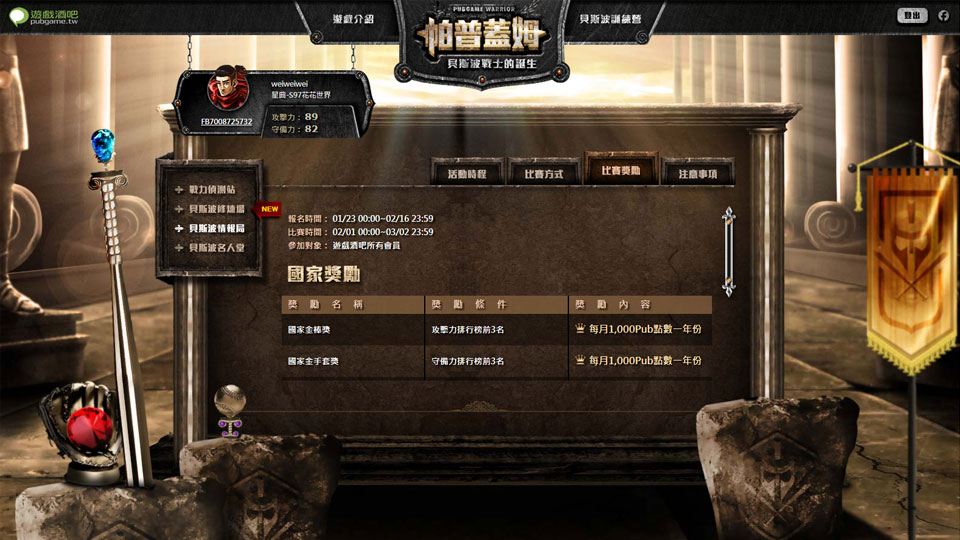 遊戲酒吧
pubgame.tw
遊戲介紹
PUBGAME WARRIOR
帕普蓋姆
貝斯波戰士的誕生
貝斯波訓練營
登出
weiweiwei
星曲-S97花花世界
FB7008725732
攻擊力： 89
守備力： 82
戰力偵測站
貝斯波修練場
NEW
貝斯波情報局
貝斯波名人堂
活動時程
比賽方式
比賽獎勵
注意事項
報名時間： 01/23 00:00~02/16 23:59
比賽時間： 02/01 00:00~03/02 23:59
參加對象： 遊戲酒吧所有會員
國家獎勵
獎勵名稱 獎勵條件 獎勵內容
國家金棒獎 攻擊力排行榜前3名 每月1,000Pub點數一年份
國家金手套獎 守備力排行榜前3名 每月1,000Pub點數一年份